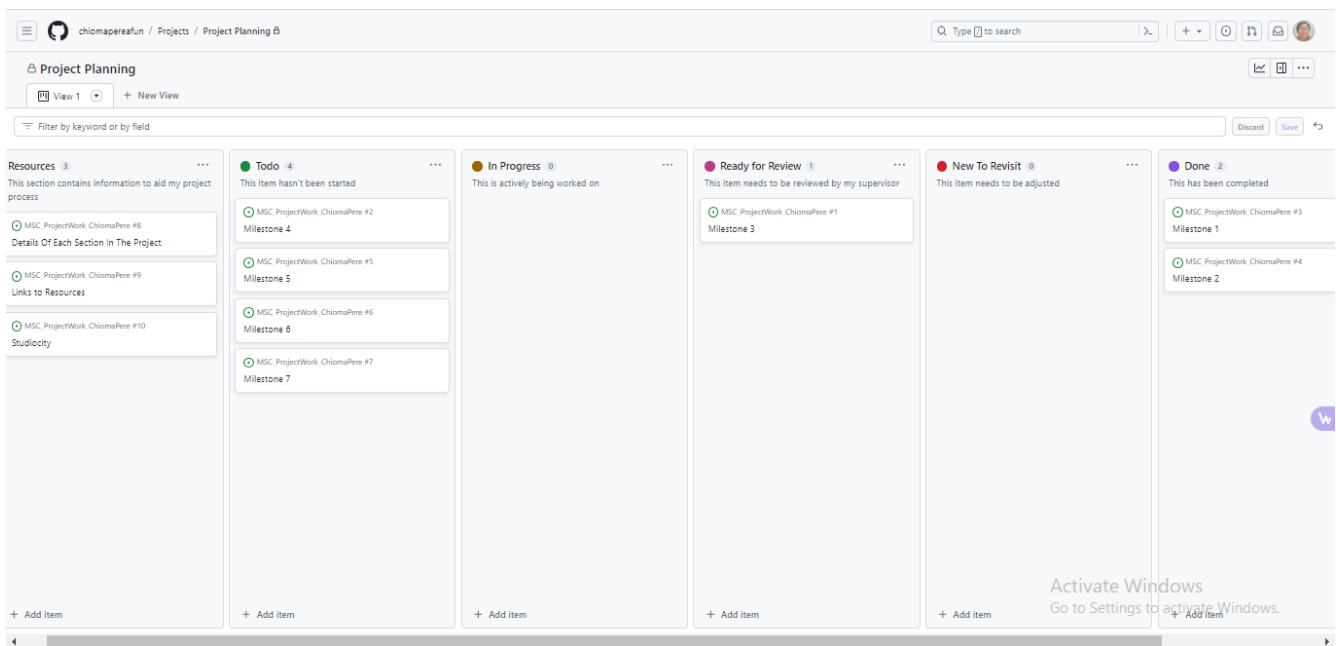 chiomapereafun / Projects / Project Planning
Type / to search
Project Planning
View 1
+ New View
Filter by keyword or by field
Discard
Save
Resources 3
This section contains information to aid my project
process
MSC_ProjectWork_ChiomaPere #8
Details Of Each Section In The Project
MSC_ProjectWork_ChiomaPere #9
Links to Resources
MSC_ProjectWork_ChiomaPere #10
Studiocity
+ Add item
Todo 4
This item hasn't been started
MSC_ProjectWork_ChiomaPere #2
Milestone 4
MSC_ProjectWork_ChiomaPere #5
Milestone 5
MSC_ProjectWork_ChiomaPere #6
Milestone 6
MSC_ProjectWork_ChiomaPere #7
Milestone 7
+ Add item
In Progress 0
This is actively being worked on
+ Add item
Ready for Review 1
This item needs to be reviewed by my supervisor
MSC_ProjectWork_ChiomaPere #1
Milestone 3
+ Add item
New To Revisit 0
This item needs to be adjusted
+ Add item
Done 2
This has been completed
MSC_ProjectWork_ChiomaPere #3
Milestone 1
MSC_ProjectWork_ChiomaPere #4
Milestone 2
+ Add item
Activate Windows
Go to Settings to activate Windows.